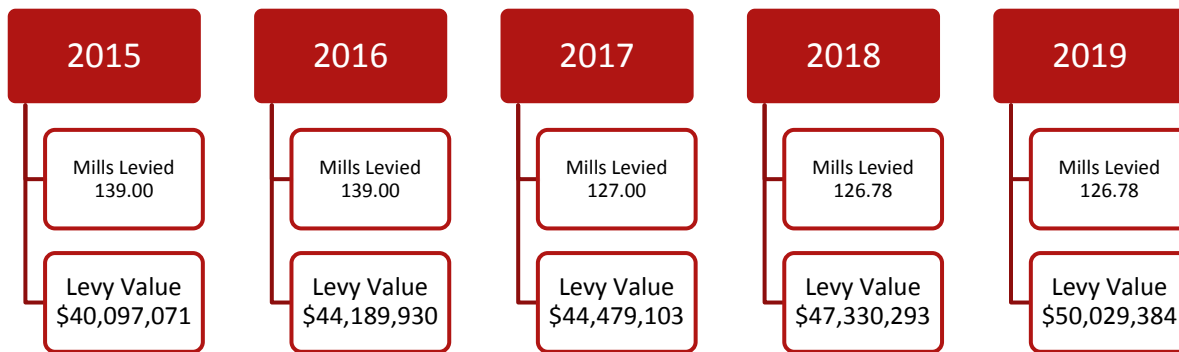 2015
Mills Levied
139.00
Levy Value
$40,097,071
2016
Mills Levied
139.00
Levy Value
$44,189,930
2017
Mills Levied
127.00
Levy Value
$44,479,103
2018
Mills Levied
126.78
Levy Value
$47,330,293
2019
Mills Levied
126.78
Levy Value
$50,029,384